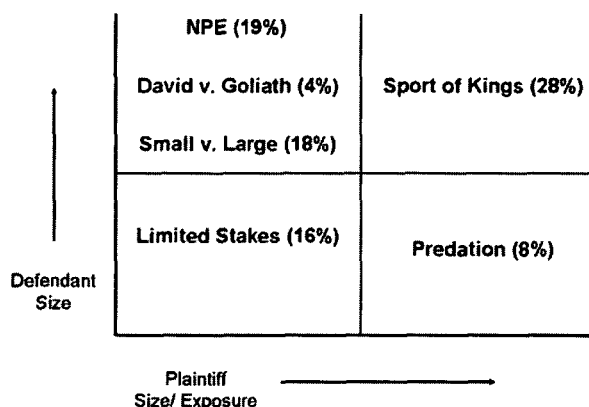 NPE (19%)
David v. Goliath (4%)
Sport of Kings (28%)
Small v. Large (18%)
Limited Stakes (16%)
Predation (8%)
Defendant
Size
Plaintiff
Size/ Exposure